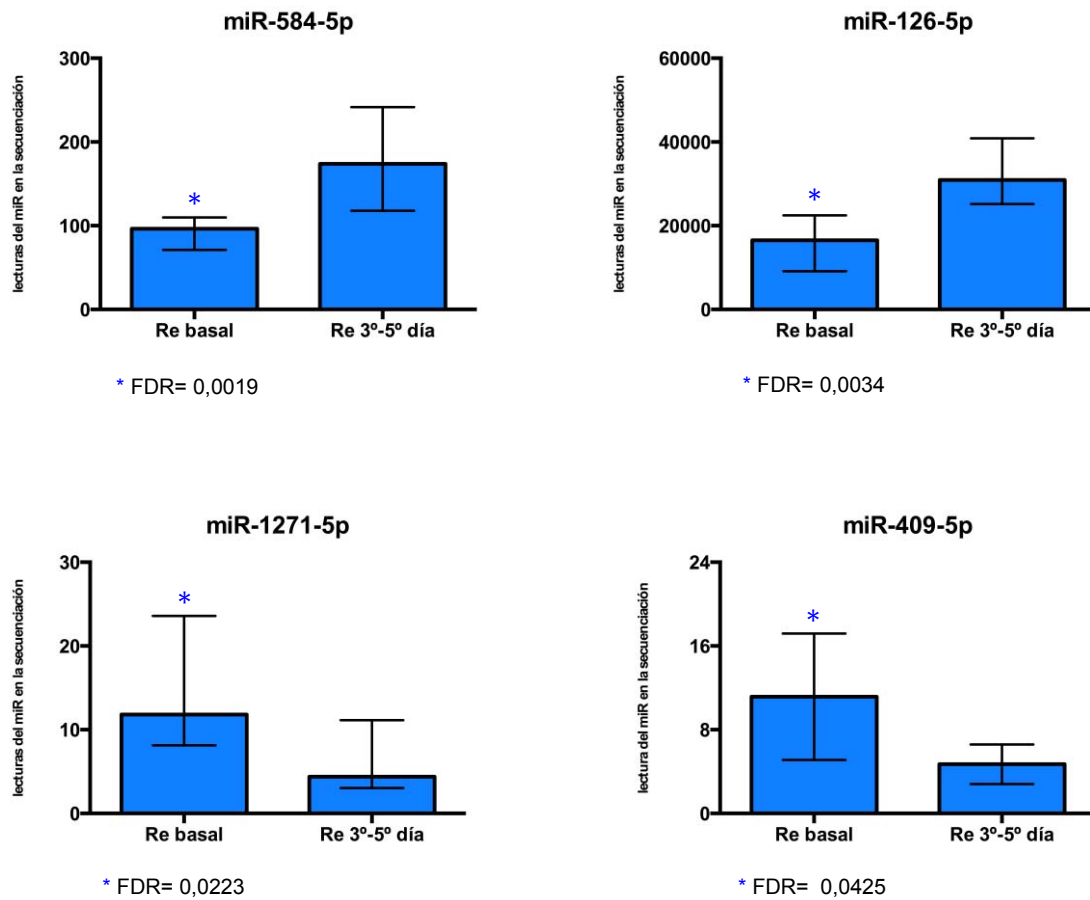 miR-584-5p
lecturas del miR en la secuenciación
300
200
100
0
*
Re basal
Re 3º-5º día
* FDR= 0,0019
miR-126-5p
lecturas del miR en la secuenciación
60000
40000
20000
0
*
Re basal
Re 3º-5º día
* FDR= 0,0034
miR-1271-5p
lecturas del miR en la secuenciación
30
20
10
0
*
Re basal
Re 3º-5º día
* FDR= 0,0223
miR-409-5p
lectura del miR en la secuenciación
24
16
8
0
*
Re basal
Re 3º-5º día
* FDR= 0,0425